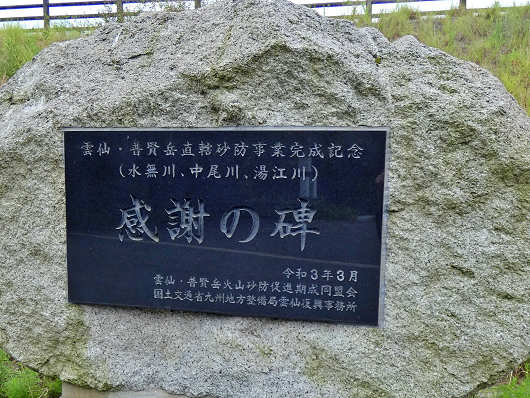 雲仙・普賢岳直轄砂防事業完成記念
(水無川、中尾川、湯江川)
感謝の碑
令和3年3月
雲仙・普賢岳火山砂防促進期成同盟会
国土交通省九州地方整備局雲仙復興事務所